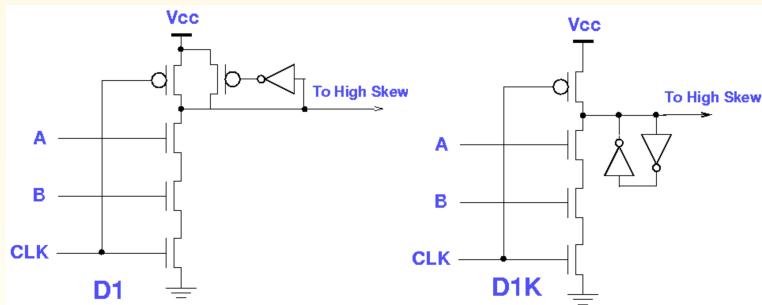 Vcc
To High Skew
A
B
CLK
D1
Vcc
To High Skew
A
B
CLK
D1K